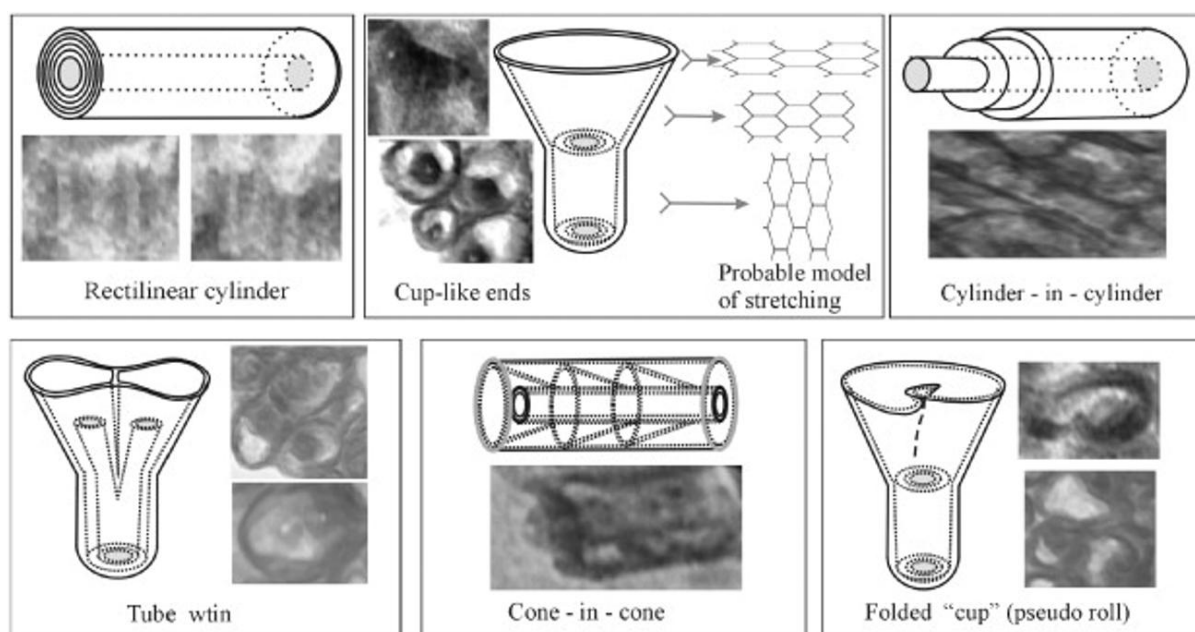 Rectilinear cylinder
Cup-like ends
Probable model
of stretching
Cylinder - in - cylinder
Tube wtin
Cone - in - cone
Folded “cup” (pseudo roll)